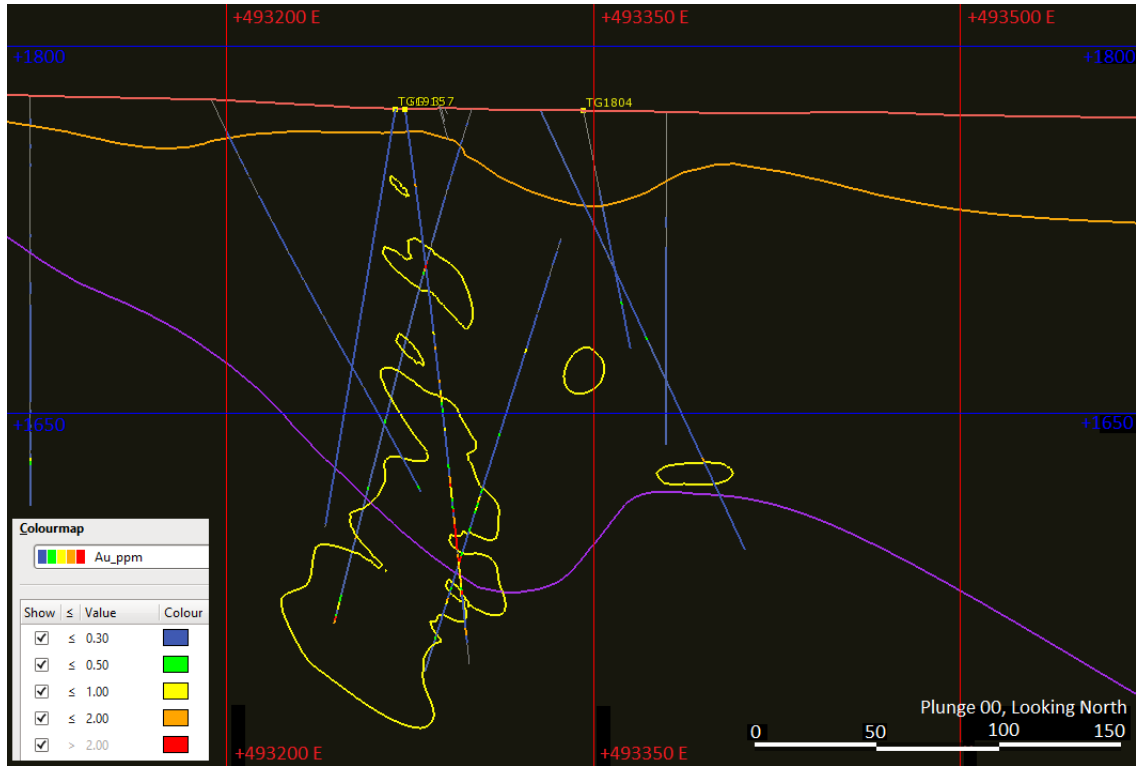 +493200 E
+493350 E
+493500 E
+1800
+1800
TG1804
+1650
+1650
Colourmap
Au_ppm
Show ≤ Value Colour
≤ 0.30
≤ 0.50
≤ 1.00
≤ 2.00
> 2.00
Plunge 00, Looking North
0 50 100 150
+493200 E
+493350 E